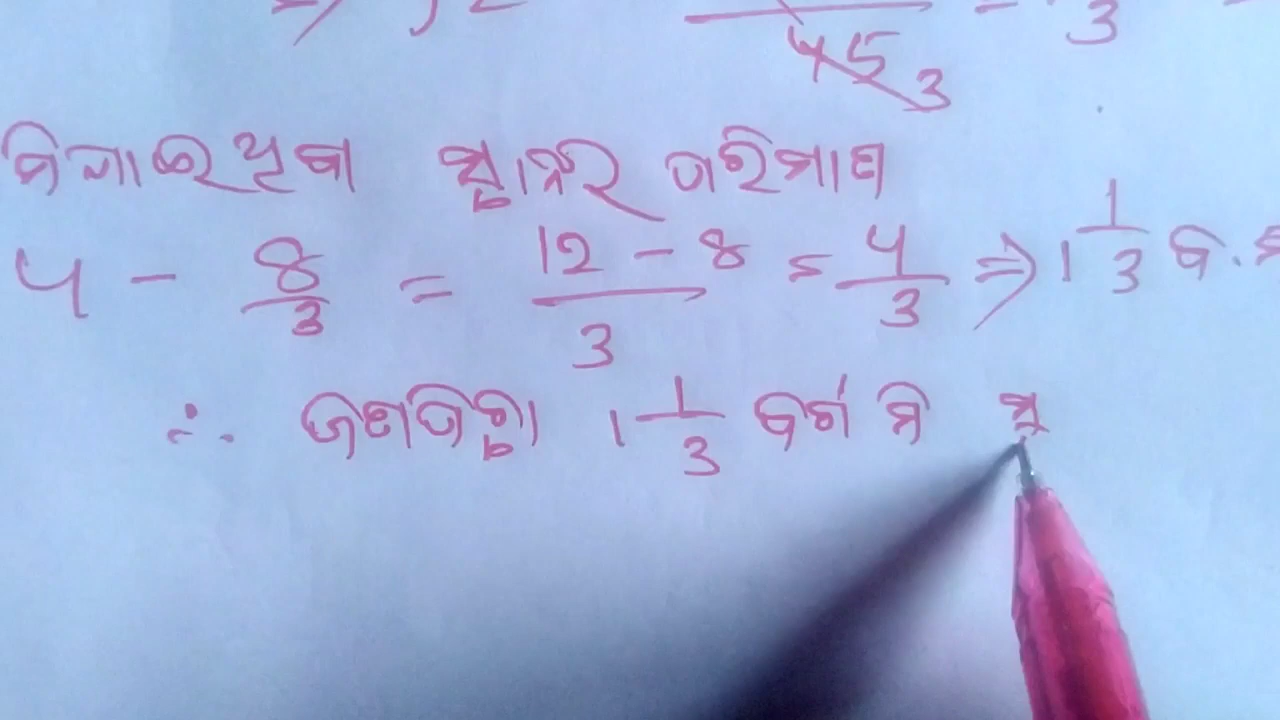 45 3 = 3
ମିଳାଇଥିବା ସ୍ଥାନର ପରିମାଣ
4 - 8/3 = 12 - 8/3 = 4/3 ⇒ 1 1/3 ବ.
∴ 1 1/3 ବର୍ଗ ମି ସ୍ଥ